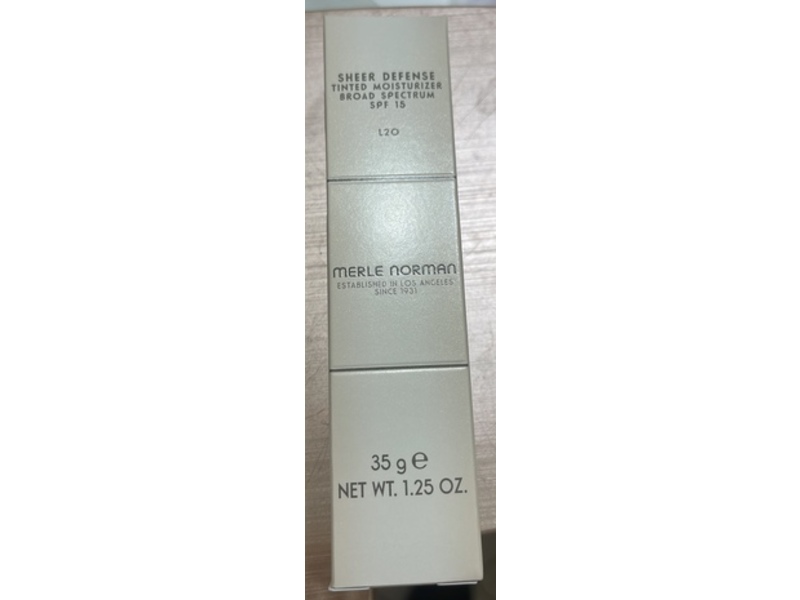 SHEER DEFENSE
TINTED MOISTURIZER
BROAD SPECTRUM
SPF 15
L20
MERLE NORMAN
ESTABLISHED IN LOS ANGELES
SINCE 1931
35 g ℮
NET WT. 1.25 OZ.